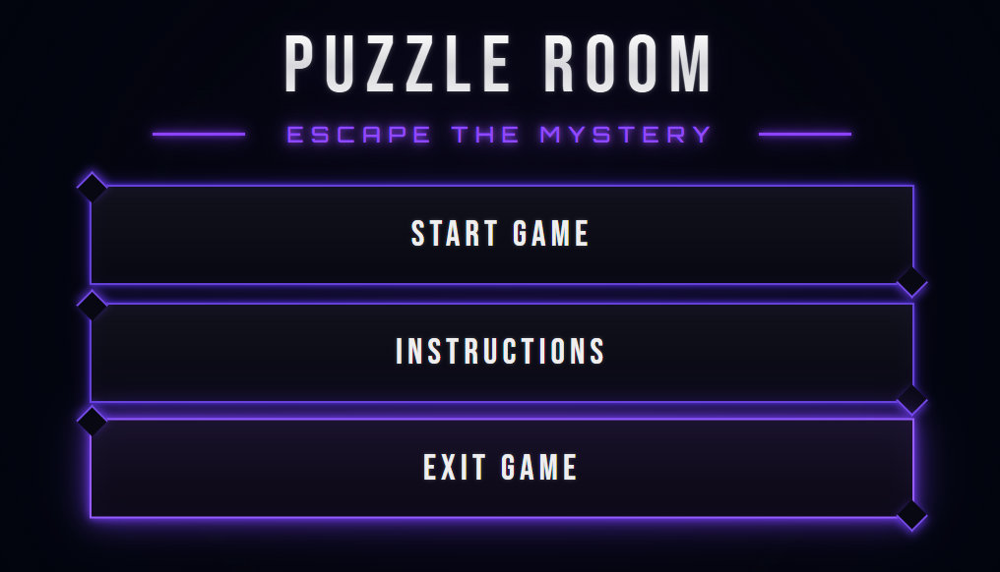 PUZZLE ROOM
ESCAPE THE MYSTERY
START GAME
INSTRUCTIONS
EXIT GAME